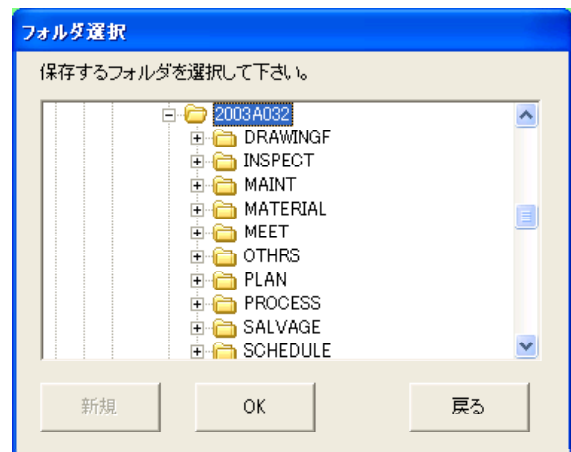 フォルダ選択
保存するフォルダを選択して下さい。
2003A032
DRAWINGF
INSPECT
MAINT
MATERIAL
MEET
OTHRS
PLAN
PROCESS
SALVAGE
SCHEDULE
新規 OK 戻る